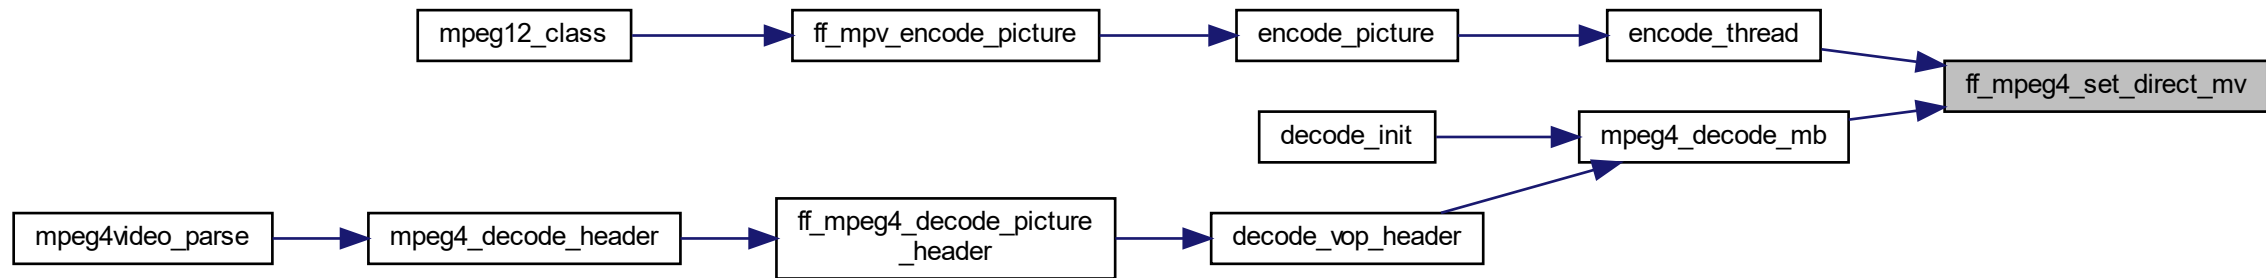 mpeg12_class
ff_mpv_encode_picture
encode_picture
encode_thread
ff_mpeg4_set_direct_mv
decode_init
mpeg4_decode_mb
mpeg4video_parse
mpeg4_decode_header
ff_mpeg4_decode_picture
_header
decode_vop_header